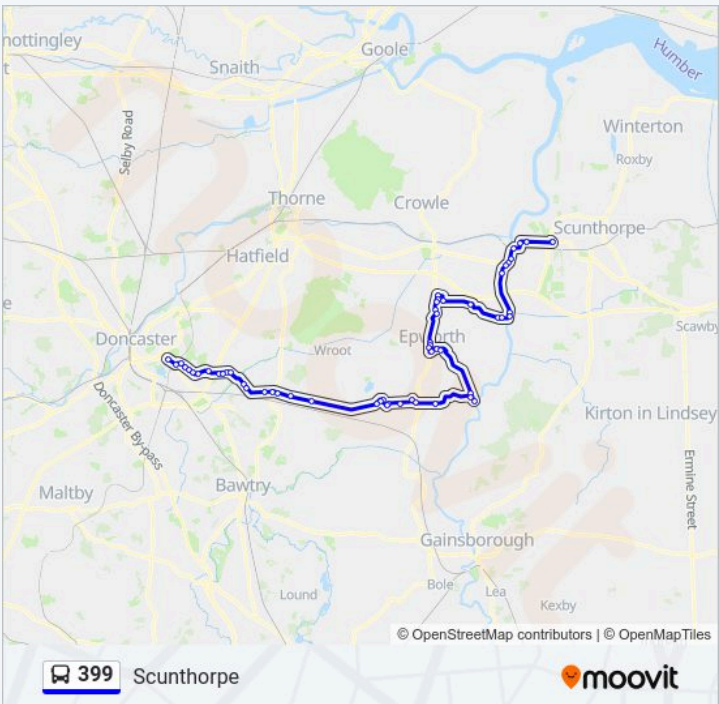 nottingley
t
Goole
Snaith
Humber
Selby Road
Winterton
Roxby
Thorne
Crowle
Scunthorpe
Hatfield
e
Doncaster
Epworth
Scawby
Wroot
Doncaster By-pass
Kirton in Lindsey
Ermine Street
Maltby
Bawtry
Gainsborough
Bole
Lea
Lound
Kexby
© OpenStreetMap contributors | © OpenMapTiles
399 Scunthorpe
moovit